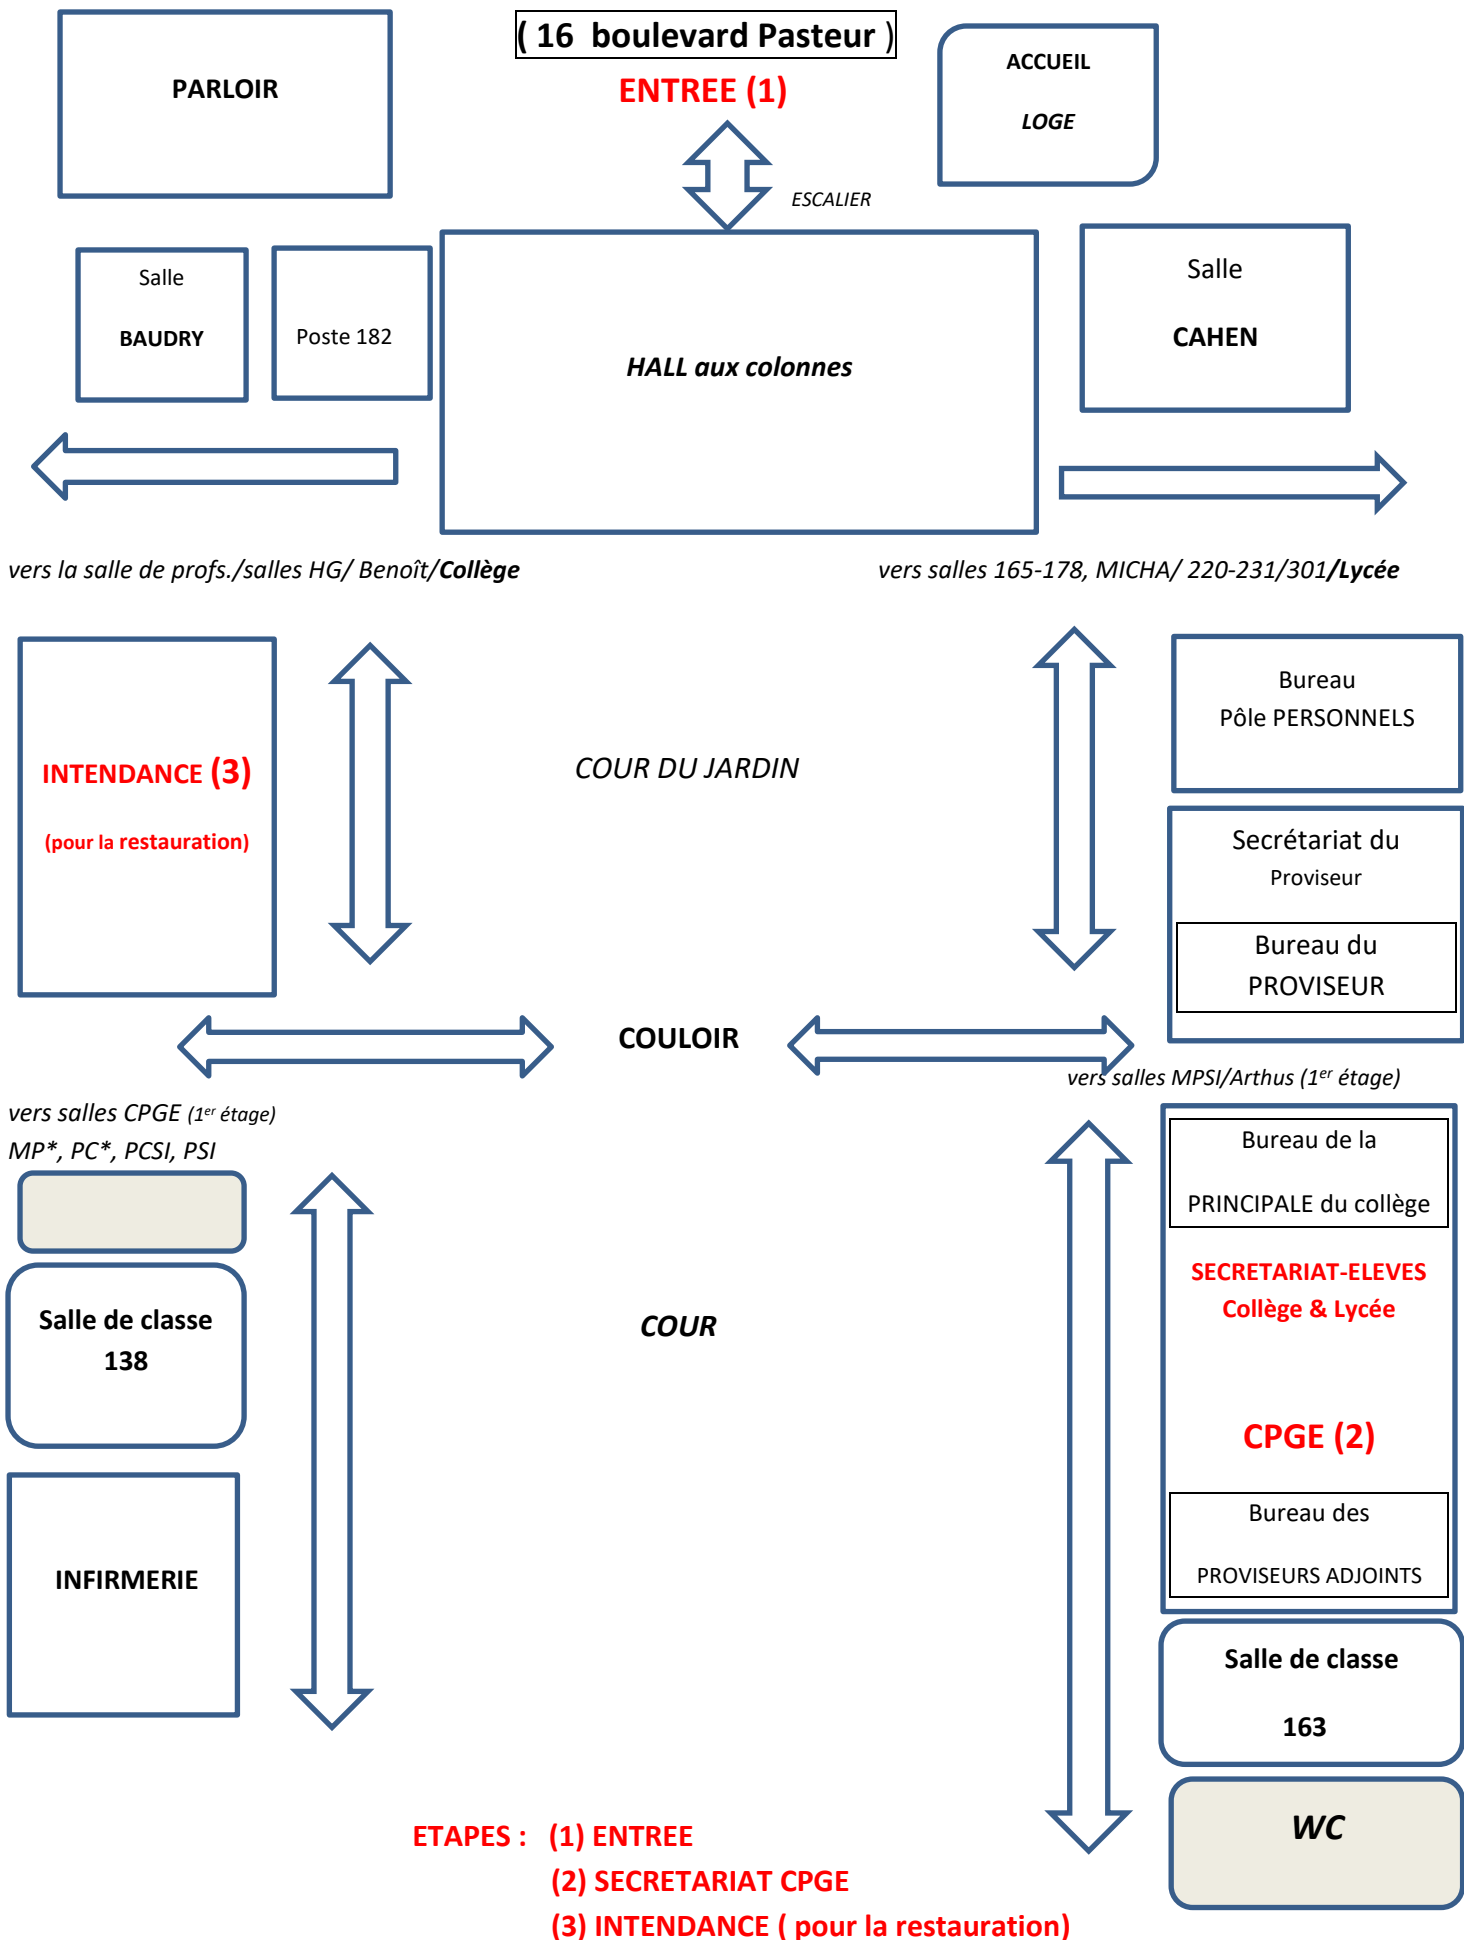 ( 16  boulevard Pasteur )
ENTREE (1)
PARLOIR
ACCUEIL
LOGE
ESCALIER
Salle
BAUDRY
Poste 182
HALL aux colonnes
Salle
CAHEN
vers la salle de profs./salles HG/ Benoît/Collège
vers salles 165-178, MICHA/ 220-231/301/Lycée
INTENDANCE (3)
(pour la restauration)
COUR DU JARDIN
Bureau
Pôle PERSONNELS
Secrétariat du
Proviseur
Bureau du
PROVISEUR
COULOIR
vers salles MPSI/Arthus (1er étage)
vers salles CPGE (1er étage)
MP*, PC*, PCSI, PSI
Salle de classe
138
INFIRMERIE
COUR
Bureau de la
PRINCIPALE du collège
SECRETARIAT-ELEVES
Collège & Lycée
CPGE (2)
Bureau des
PROVISEURS ADJOINTS
Salle de classe
163
WC
ETAPES :   (1) ENTREE
(2) SECRETARIAT CPGE
(3) INTENDANCE ( pour la restauration)